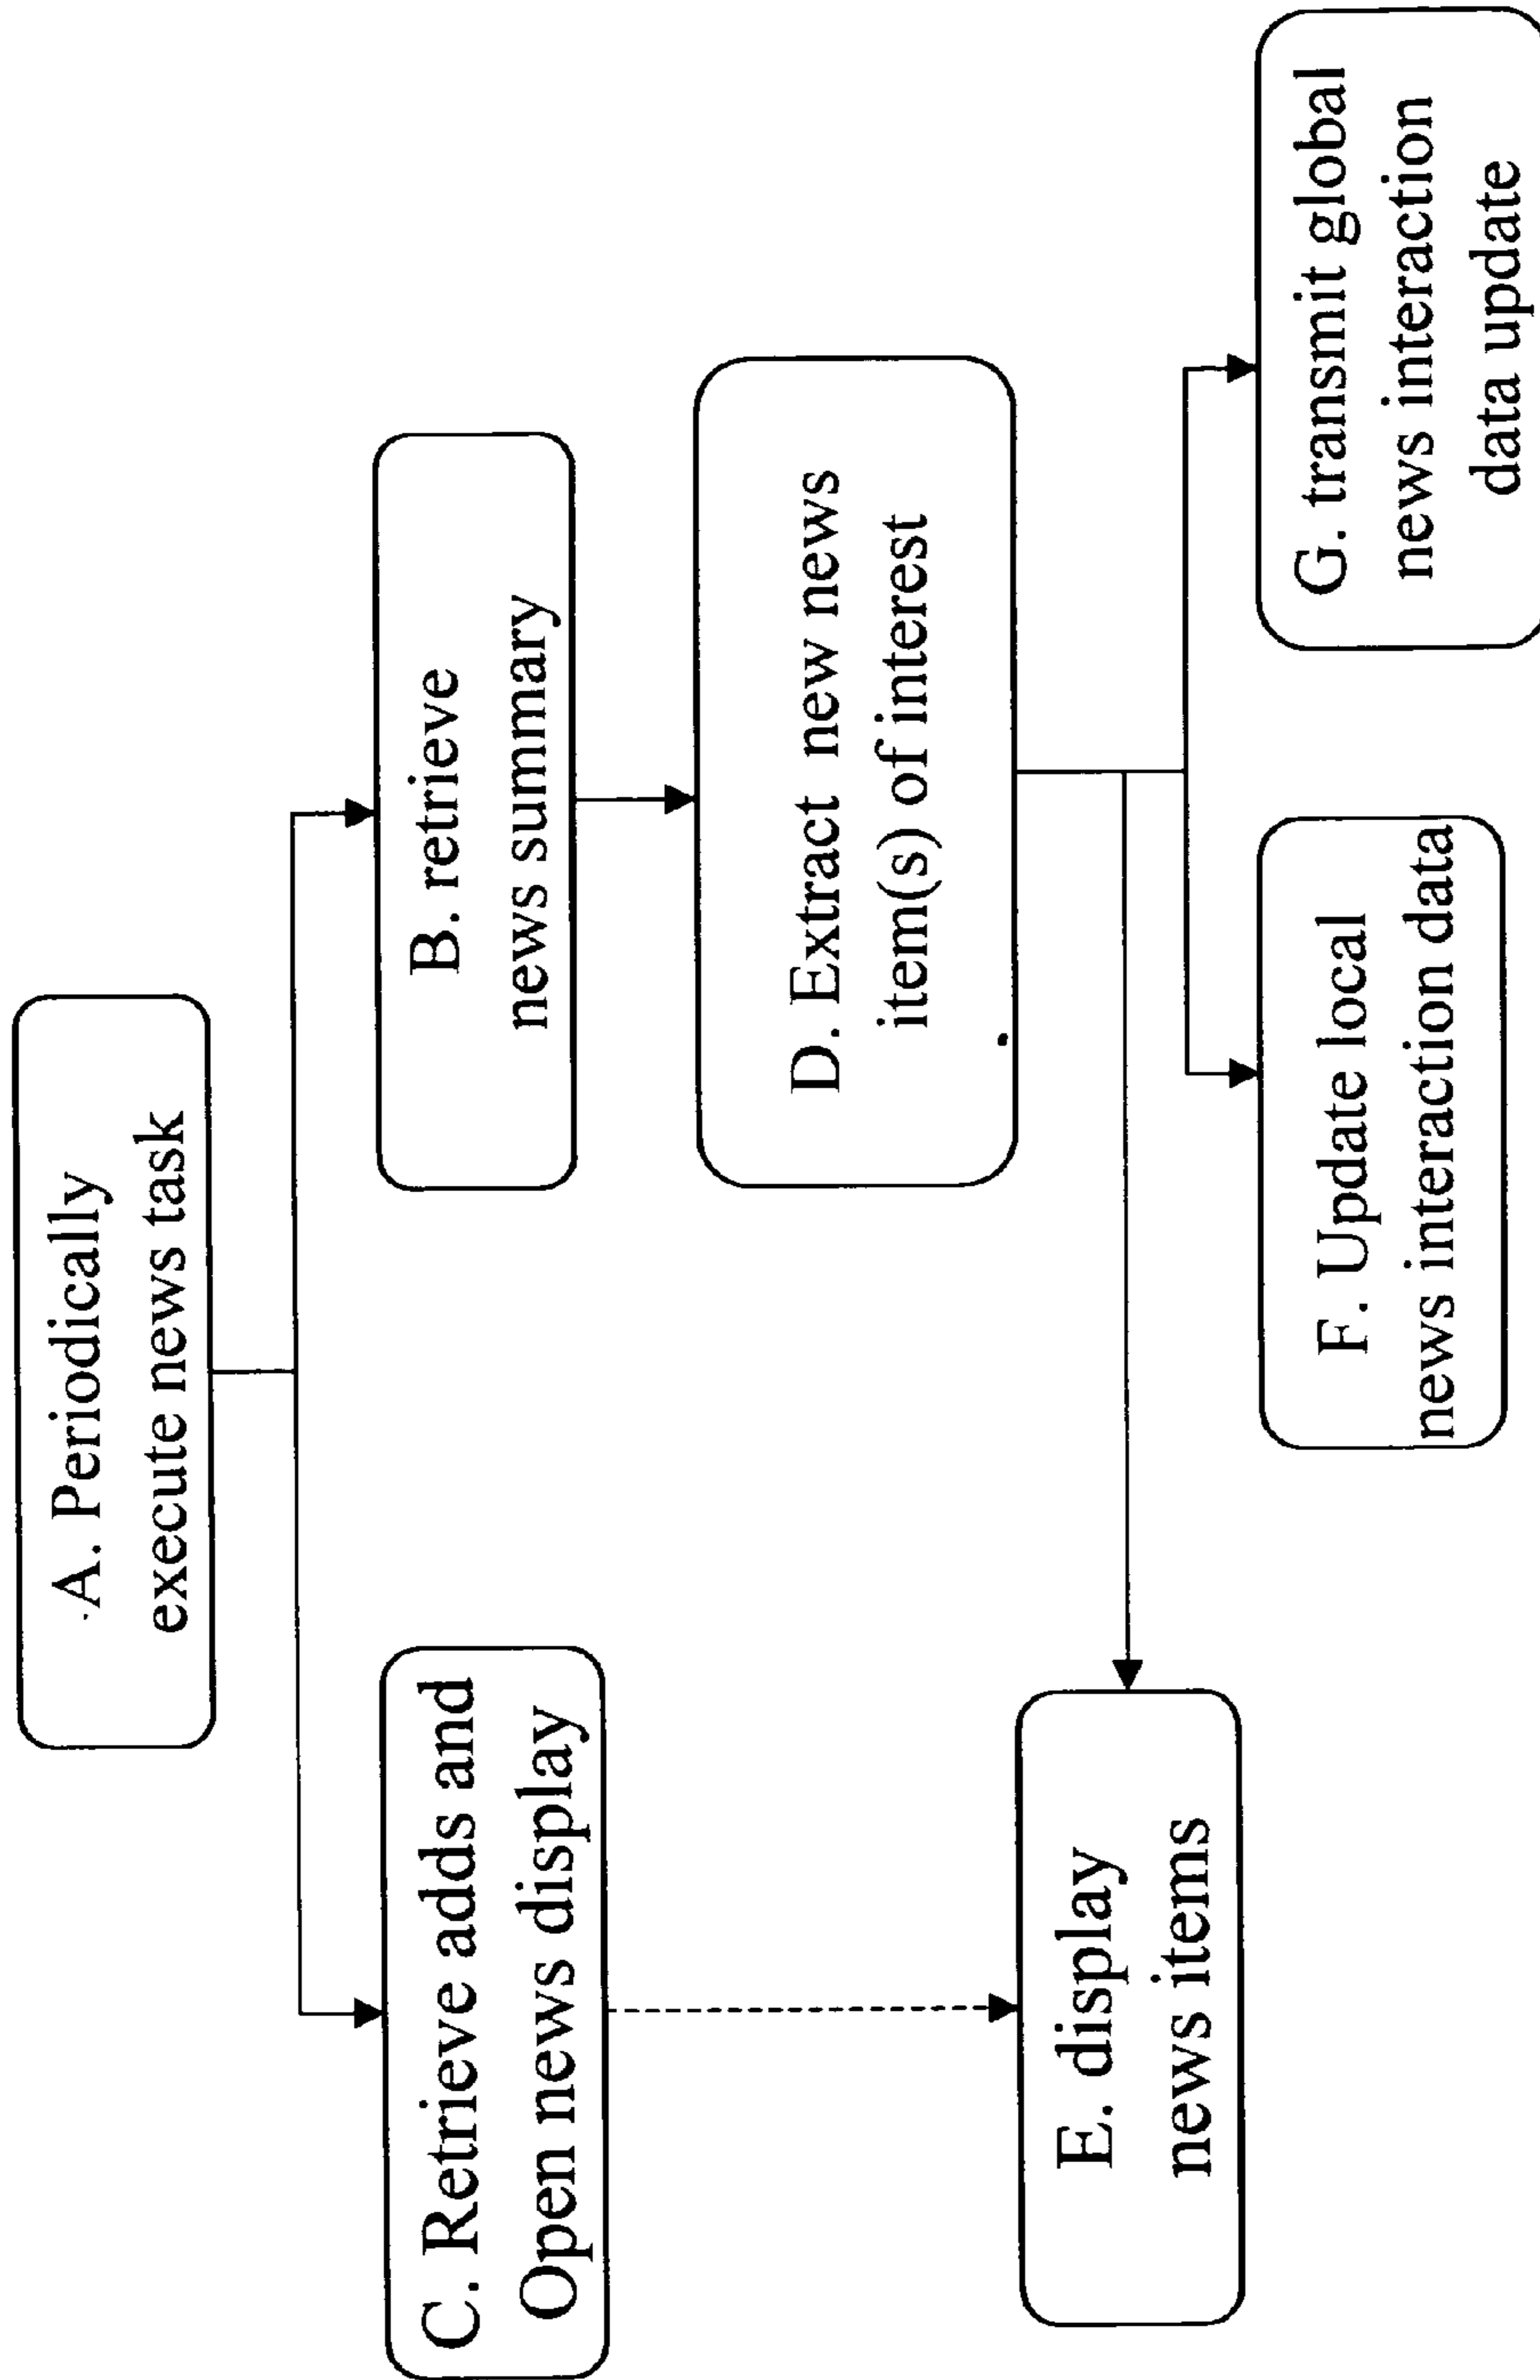 A. Periodically
execute news task
C. Retrieve adds and
Open news display
B. retrieve
news summary
D. Extract new news
item(s) of interest
E. display
news items
F. Update local
news interaction data
G. transmit global
news interaction
data update